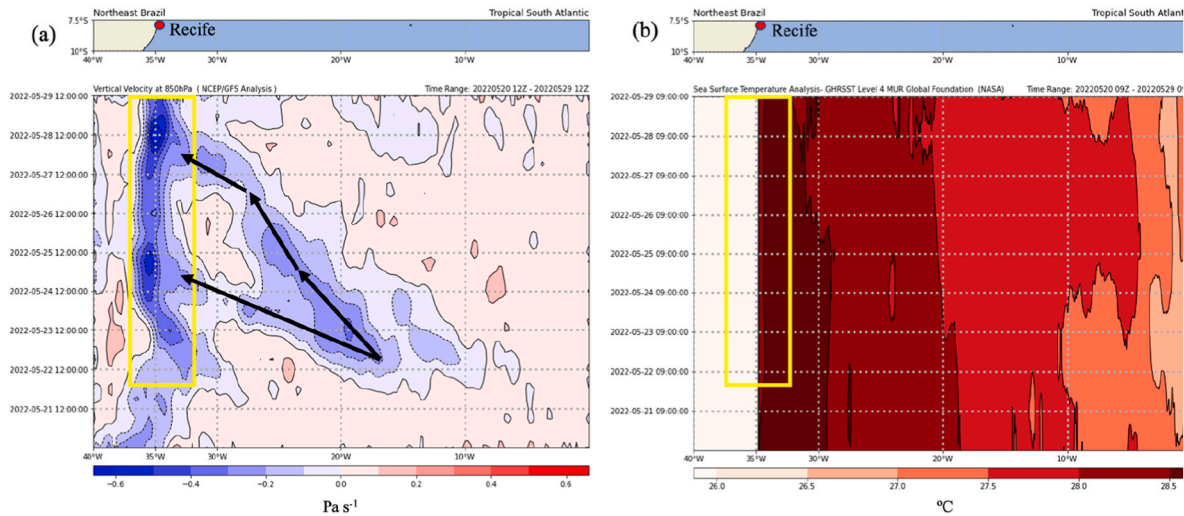 (a)
Northeast Brazil Tropical South Atlantic
Recife
7.5°S
10°S
40°W 35°W 30°W 20°W 10°W
Vertical Velocity at 850hPa ( NCEP/GFS Analysis ) Time Range: 20220520 12Z - 20220529 12Z
2022-05-29 12:00:00
2022-05-28 12:00:00
2022-05-27 12:00:00
2022-05-26 12:00:00
2022-05-25 12:00:00
2022-05-24 12:00:00
2022-05-23 12:00:00
2022-05-22 12:00:00
2022-05-21 12:00:00
40°W 35°W 30°W 20°W 10°W
−0.6 −0.4 −0.2 0.0 0.2 0.4 0.6
Pa s-1
(b)
Northeast Brazil Tropical South Atlant
Recife
7.5°S
10°S
40°W 35°W 30°W 20°W 10°W
Sea Surface Temperature Analysis- GHRSST Level 4 MUR Global Foundation (NASA) Time Range: 20220520 09Z - 20220529 09
2022-05-29 09:00:00
2022-05-28 09:00:00
2022-05-27 09:00:00
2022-05-26 09:00:00
2022-05-25 09:00:00
2022-05-24 09:00:00
2022-05-23 09:00:00
2022-05-22 09:00:00
2022-05-21 09:00:00
40°W 35°W 30°W 20°W 10°W
26.0 26.5 27.0 27.5 28.0 28.5
ºC